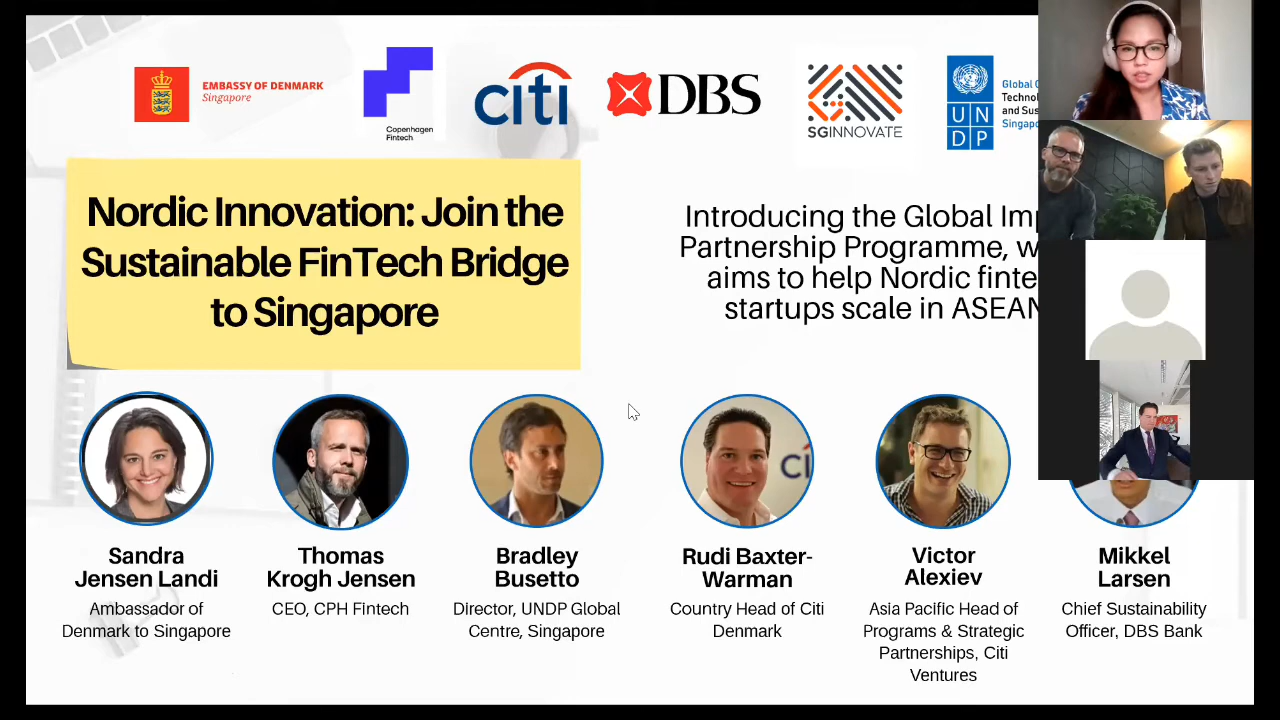 EMBASSY OF DENMARK
Singapore
Copenhagen
Fintech
citi
DBS
SGINNOVATE
UN
DP
Global
Technol
and Sus
Singapo
Nordic Innovation: Join the
Sustainable FinTech Bridge
to Singapore
Introducing the Global Imp
Partnership Programme, w
aims to help Nordic finte
startups scale in ASEAN
ci
Sandra
Jensen Landi
Ambassador of
Denmark to Singapore
Thomas
Krogh Jensen
CEO, CPH Fintech
Bradley
Busetto
Director, UNDP Global
Centre, Singapore
Rudi Baxter-
Warman
Country Head of Citi
Denmark
Victor
Alexiev
Asia Pacific Head of
Programs & Strategic
Partnerships, Citi
Ventures
Mikkel
Larsen
Chief Sustainability
Officer, DBS Bank